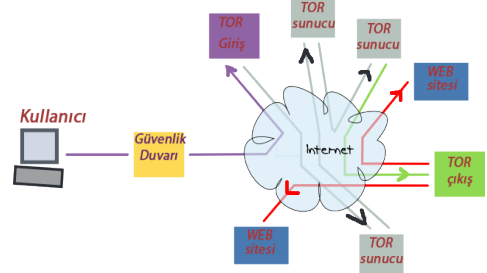 TOR
Giriş
TOR
sunucu
TOR
sunucu
WEB
sitesi
Kullanıcı
Güvenlik
Duvarı
Internet
TOR
çıkış
WEB
sitesi
TOR
sunucu